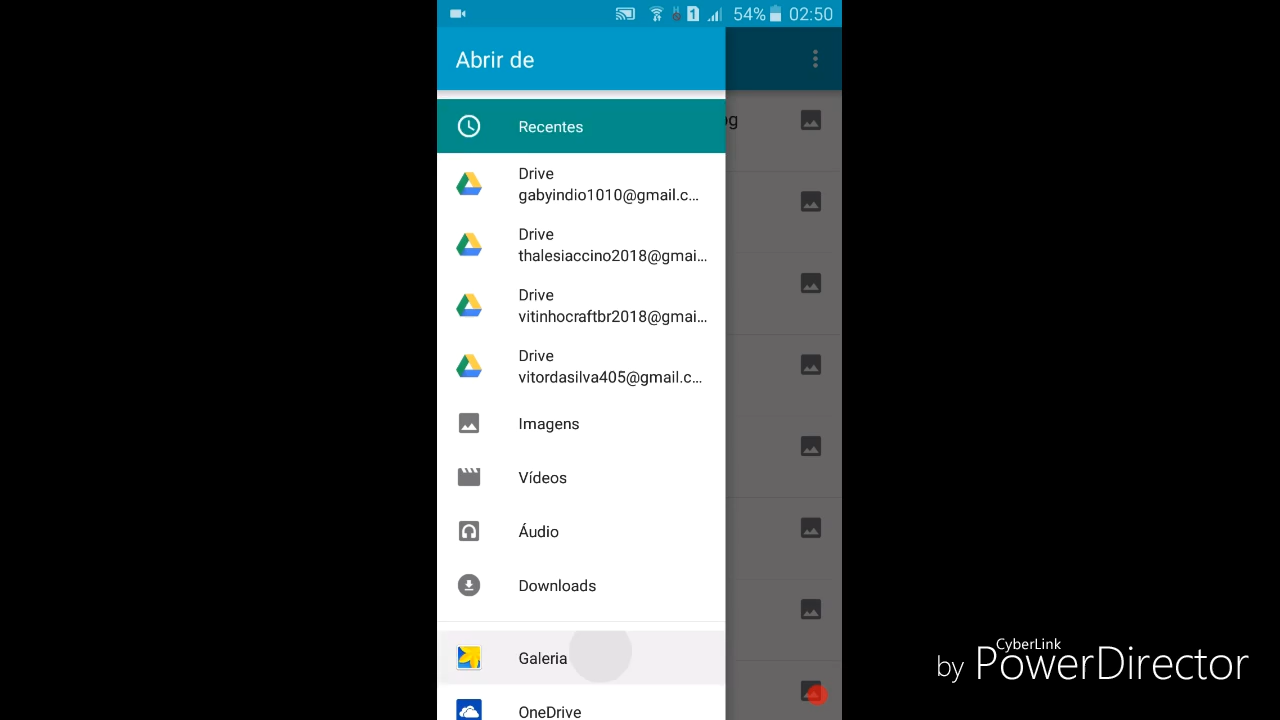 54% 02:50
Abrir de
Recentes
Drive
gabyindio1010@gmail.c...
Drive
thalesiaccino2018@gmai...
Drive
vitinhocraftbr2018@gmai...
Drive
vitordasilva405@gmail.c...
Imagens
Vídeos
Áudio
Downloads
Galeria
OneDrive
CyberLink
by PowerDirector